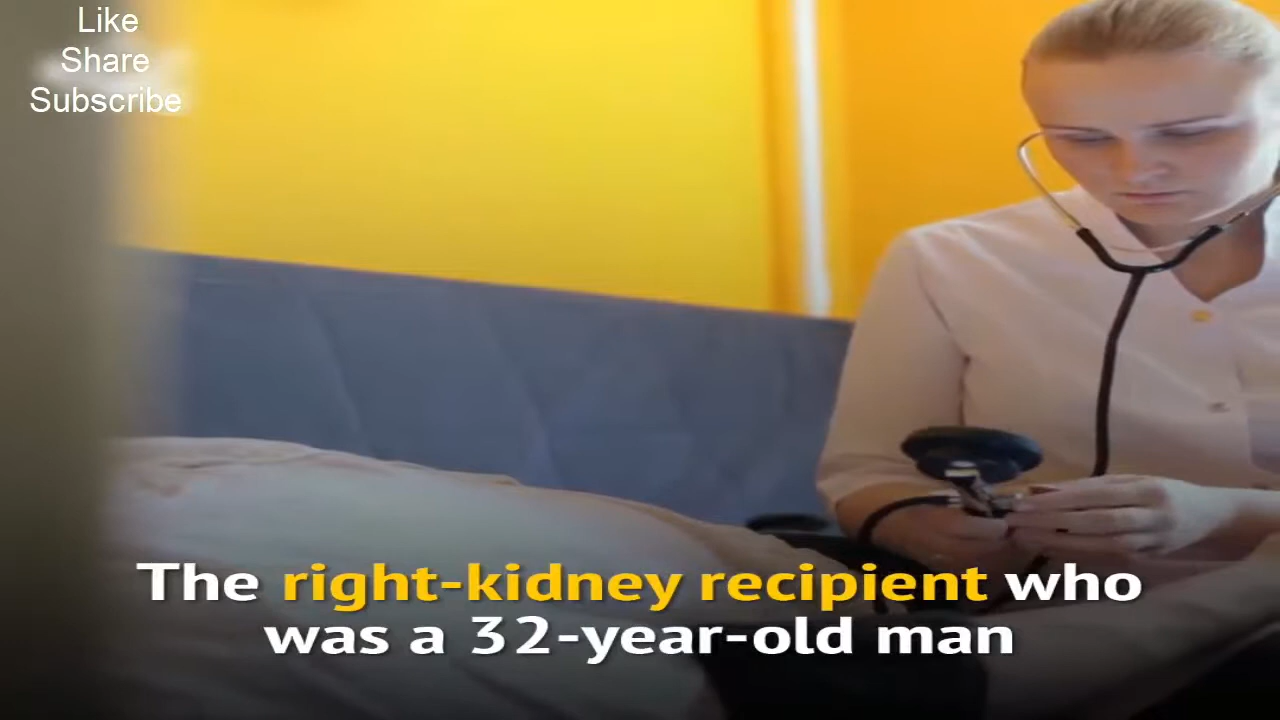 Like
Share
Subscribe
The right-kidney recipient who
was a 32-year-old man